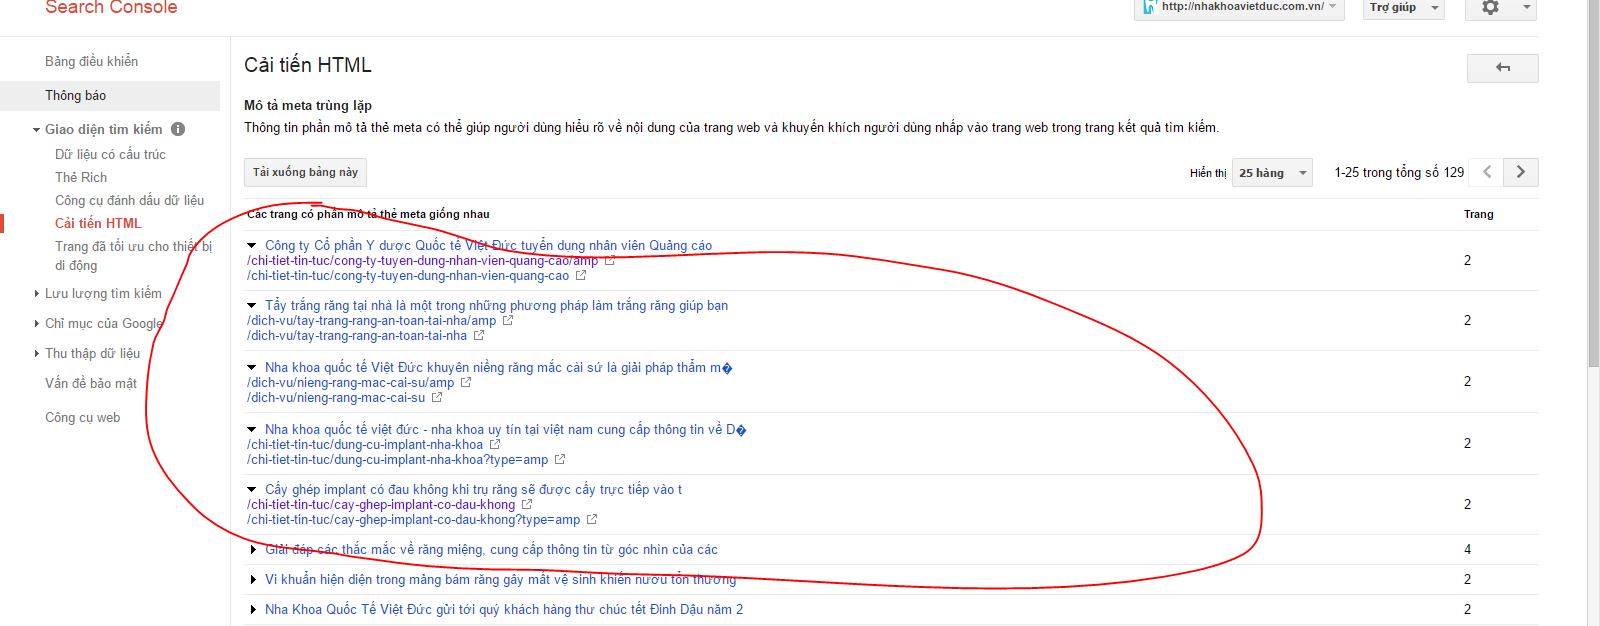 Search Console
http://nhakhoavietduc.com.vn/
Trợ giúp
Bảng điều khiển
Thông báo
Giao diện tìm kiếm
Dữ liệu có cấu trúc
Thẻ Rich
Công cụ đánh dấu dữ liệu
Cải tiến HTML
Trang đã tối ưu cho thiết bị
di động
Lưu lượng tìm kiếm
Chỉ mục của Google
Thu thập dữ liệu
Vấn đề bảo mật
Công cụ web
Cải tiến HTML
Mô tả meta trùng lặp
Thông tin phần mô tả thẻ meta có thể giúp người dùng hiểu rõ về nội dung của trang web và khuyến khích người dùng nhấp vào trang web trong trang kết quả tìm kiếm.
Tải xuống bảng này
Hiển thị 25 hàng 1-25 trong tổng số 129
Các trang có phần mô tả thẻ meta giống nhau Trang
Công ty Cổ phần Y dược Quốc tế Việt Đức tuyển dụng nhân viên Quảng cáo
/chi-tiet-tin-tuc/cong-ty-tuyen-dung-nhan-vien-quang-cao/amp 2
/chi-tiet-tin-tuc/cong-ty-tuyen-dung-nhan-vien-quang-cao
Tẩy trắng răng tại nhà là một trong những phương pháp làm trắng răng giúp bạn
/dich-vu/tay-trang-rang-an-toan-tai-nha/amp 2
/dich-vu/tay-trang-rang-an-toan-tai-nha
Nha khoa quốc tế Việt Đức khuyên niềng răng mắc cài sứ là giải pháp thẩm m�
/dich-vu/nieng-rang-mac-cai-su/amp 2
/dich-vu/nieng-rang-mac-cai-su
Nha khoa quốc tế việt đức - nha khoa uy tín tại việt nam cung cấp thông tin về D�
/chi-tiet-tin-tuc/dung-cu-implant-nha-khoa 2
/chi-tiet-tin-tuc/dung-cu-implant-nha-khoa?type=amp
Cấy ghép implant có đau không khi trụ răng sẽ được cấy trực tiếp vào t
/chi-tiet-tin-tuc/cay-ghep-implant-co-dau-khong 2
/chi-tiet-tin-tuc/cay-ghep-implant-co-dau-khong?type=amp
Giải đáp các thắc mắc về răng miệng, cung cấp thông tin từ góc nhìn của các 4
Vi khuẩn hiện diện trong mảng bám răng gây mất vệ sinh khiến nướu tổn thương 2
Nha Khoa Quốc Tế Việt Đức gửi tới quý khách hàng thư chúc tết Đinh Dậu năm 2 2